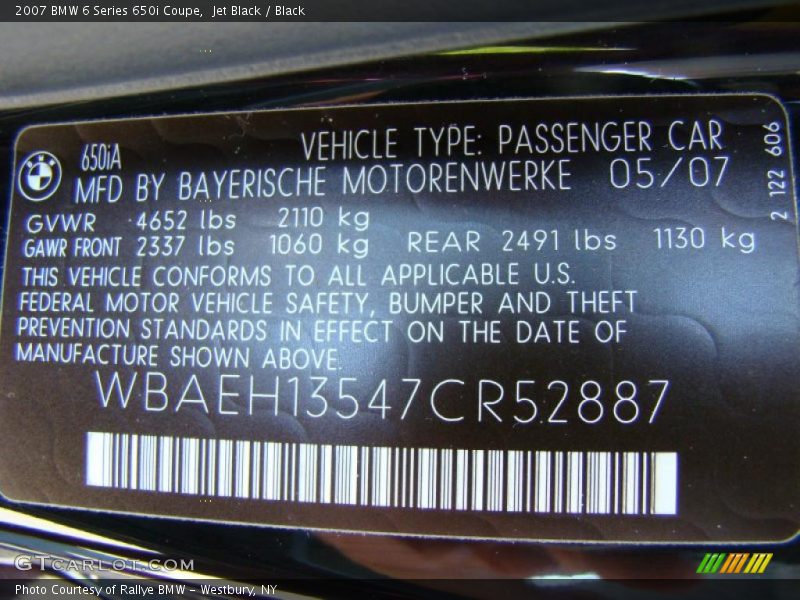 2007 BMW 6 Series 650i Coupe, Jet Black / Black
650iA
VEHICLE TYPE: PASSENGER CAR
MFD BY BAYERISCHE MOTORENWERKE 05/07
GVWR 4652 lbs 2110 kg
GAWR FRONT 2337 lbs 1060 kg REAR 2491 lbs 1130 kg
THIS VEHICLE CONFORMS TO ALL APPLICABLE U.S.
FEDERAL MOTOR VEHICLE SAFETY, BUMPER AND THEFT
PREVENTION STANDARDS IN EFFECT ON THE DATE OF
MANUFACTURE SHOWN ABOVE.
WBAEH13547CR52887
2 122 606
GTCARLOT.COM
Photo Courtesy of Rallye BMW - Westbury, NY